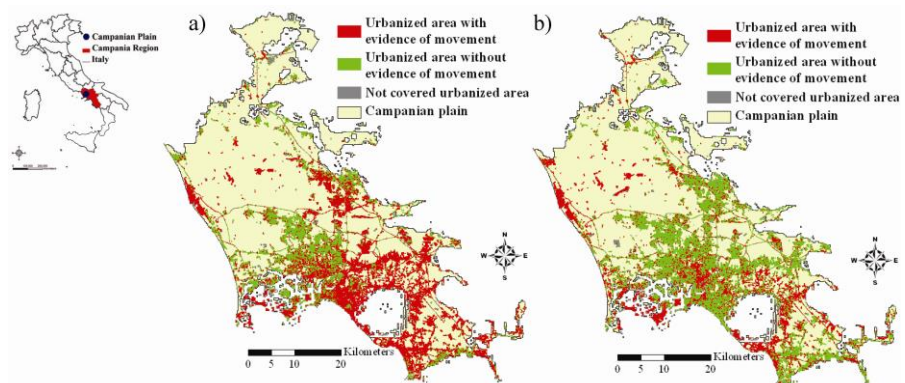 Campanian Plain
Campania Region
Italy
a)
Urbanized area with
evidence of movement
Urbanized area without
evidence of movement
Not covered urbanized area
Campanian plain
N
W E
S
Kilometers
0 5 10 20
b)
Urbanized area with
evidence of movement
Urbanized area without
evidence of movement
Not covered urbanized area
Campanian plain
N
W E
S
Kilometers
0 5 10 20